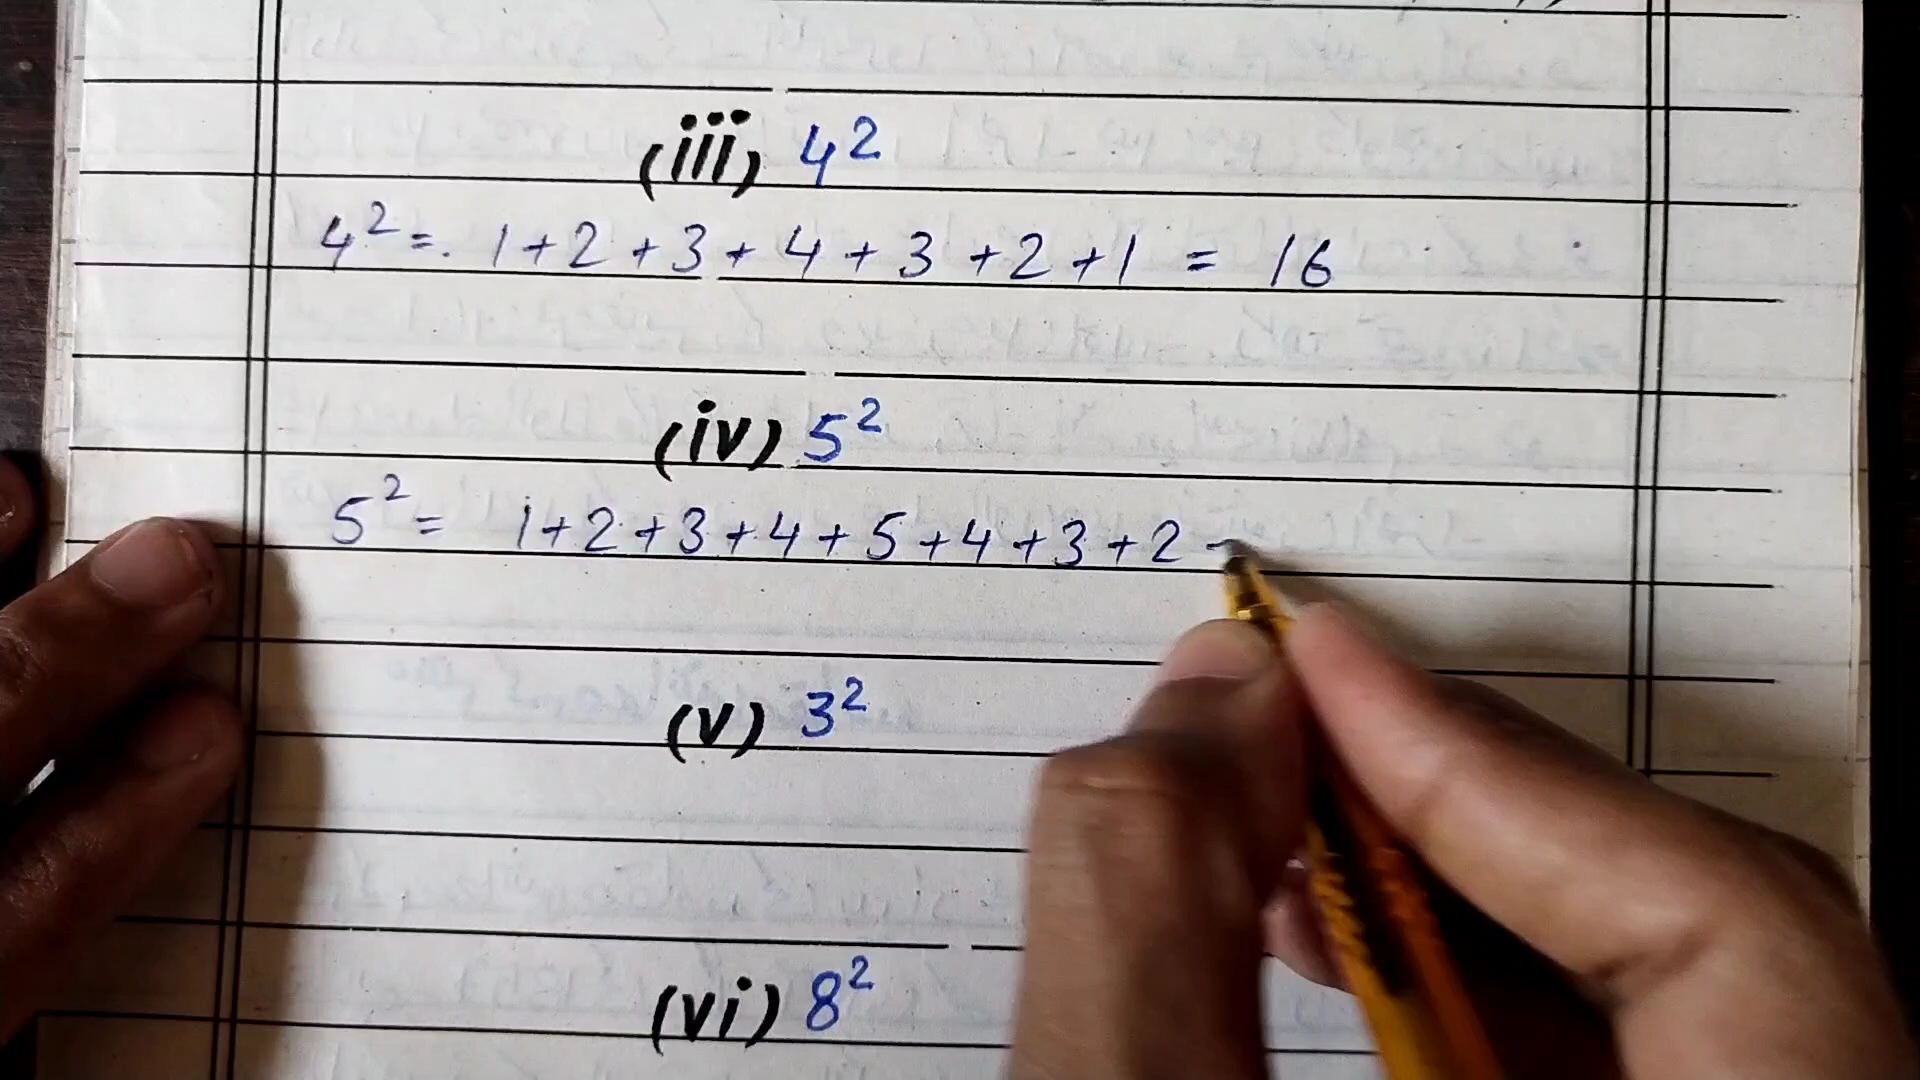 (iii) 4²
4² = 1+2+3+4+3+2+1 = 16
(iv) 5²
5² = 1+2+3+4+5+4+3+2
(v) 3²
(vi) 8²